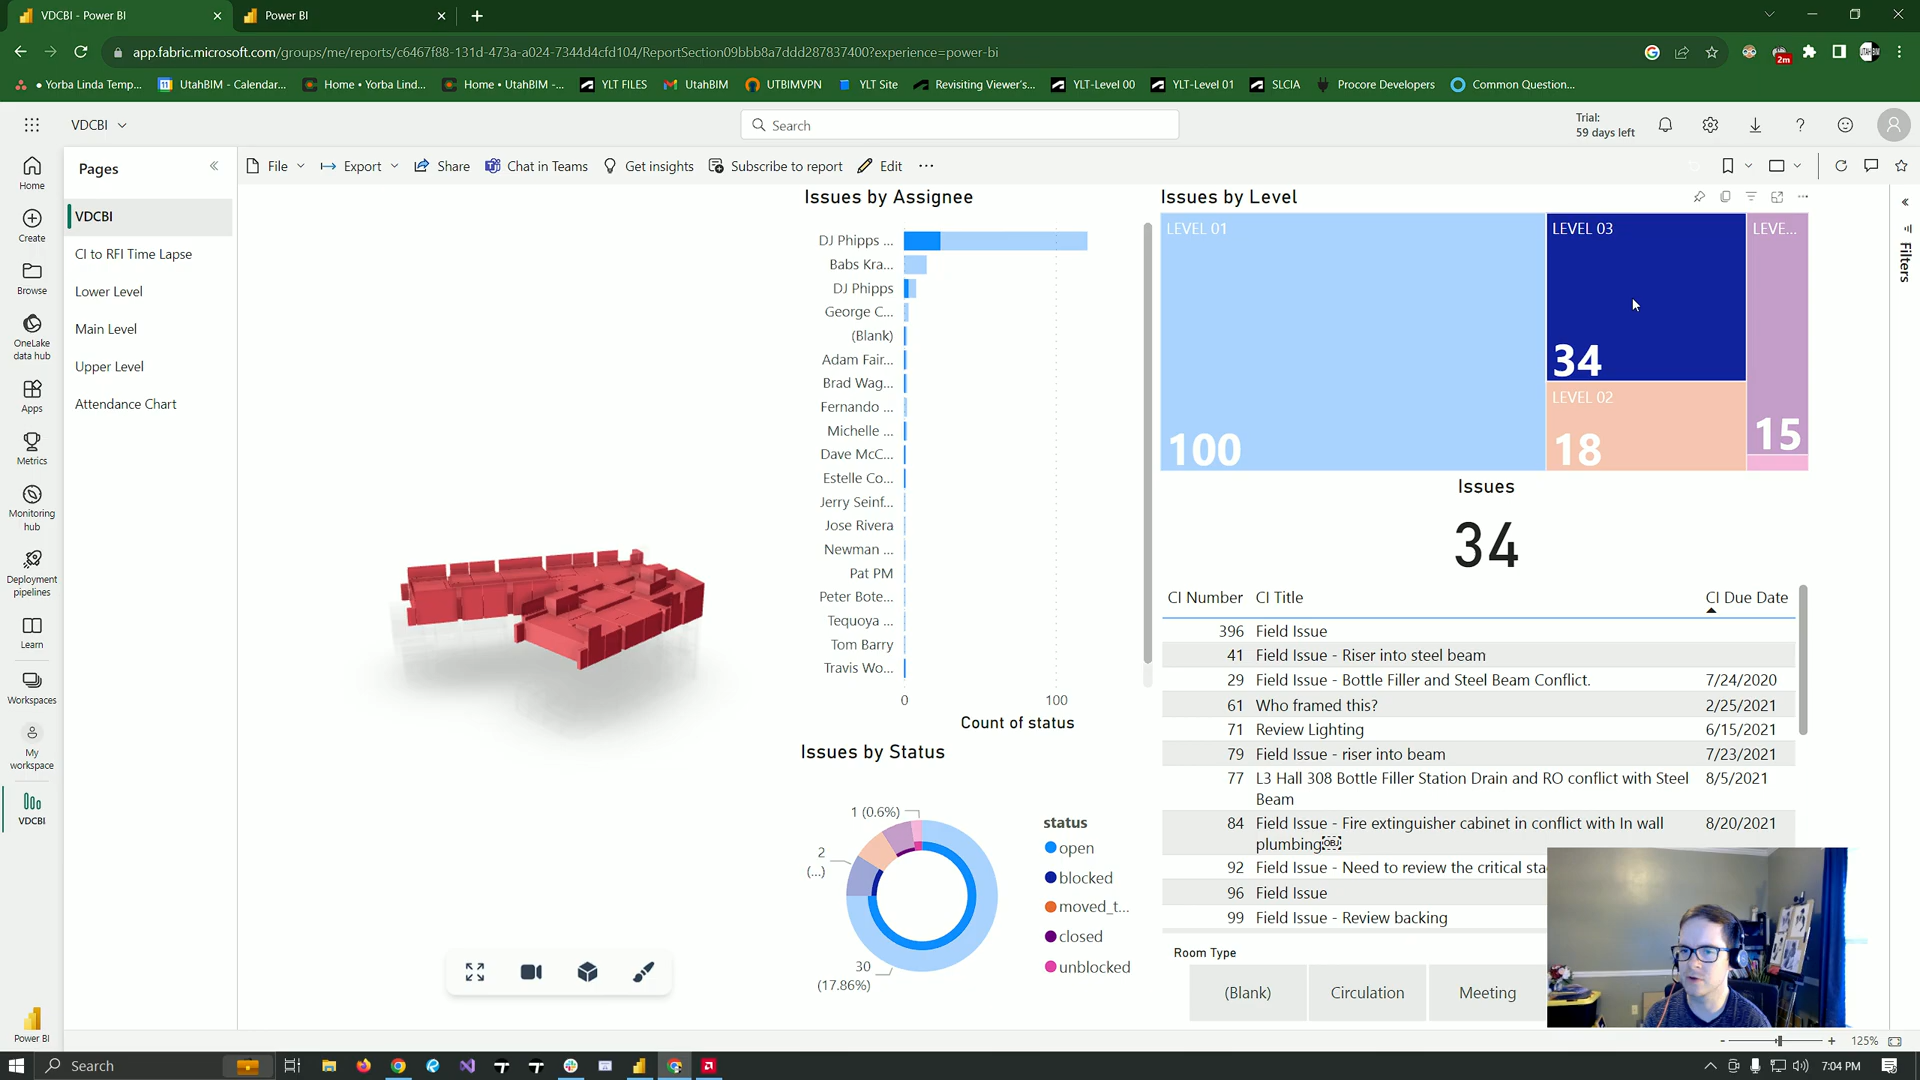 VDCBI - Power BI
Power BI
app.fabric.microsoft.com/groups/me/reports/c6467f88-131d-473a-a024-7344d4cfd104/ReportSection09bbb8a7ddd287837400?experience=power-bi
2m
Yorba Linda Temp... UtahBIM - Calendar... Home • Yorba Lind... Home • UtahBIM -... YLT FILES UtahBIM UTBIMVPN YLT Site Revisiting Viewer's... YLT-Level 00 YLT-Level 01 SLCIA Procore Developers Common Question...
VDCBI
Search
Trial:
59 days left
File Export Share Chat in Teams Get insights Subscribe to report Edit
Home
Create
Browse
OneLake
data hub
Apps
Metrics
Monitoring
hub
Deployment
pipelines
Learn
Workspaces
My
workspace
VDCBI
Power BI
Pages
VDCBI
CI to RFI Time Lapse
Lower Level
Main Level
Upper Level
Attendance Chart
Issues by Assignee
DJ Phipps ...
Babs Kra...
DJ Phipps
George C...
(Blank)
Adam Fair...
Brad Wag...
Fernando ...
Michelle ...
Dave McC...
Estelle Co...
Jerry Seinf...
Jose Rivera
Newman ...
Pat PM
Peter Bote...
Tequoya ...
Tom Barry
Travis Wo...
0 100
Count of status
Issues by Status
1 (0.6%)
2
(...)
30
(17.86%)
status
open
blocked
moved_t...
closed
unblocked
Issues by Level
LEVEL 01
100
LEVEL 03
34
LEVEL 02
18
LEVE...
15
Issues
34
CI Number CI Title CI Due Date
396 Field Issue
41 Field Issue - Riser into steel beam
29 Field Issue - Bottle Filler and Steel Beam Conflict. 7/24/2020
61 Who framed this? 2/25/2021
71 Review Lighting 6/15/2021
79 Field Issue - riser into beam 7/23/2021
77 L3 Hall 308 Bottle Filler Station Drain and RO conflict with Steel 8/5/2021
Beam
84 Field Issue - Fire extinguisher cabinet in conflict with In wall 8/20/2021
plumbing
92 Field Issue - Need to review the critical sta
96 Field Issue
99 Field Issue - Review backing
Room Type
(Blank) Circulation Meeting
Filters
- + 125%
Search
7:04 PM